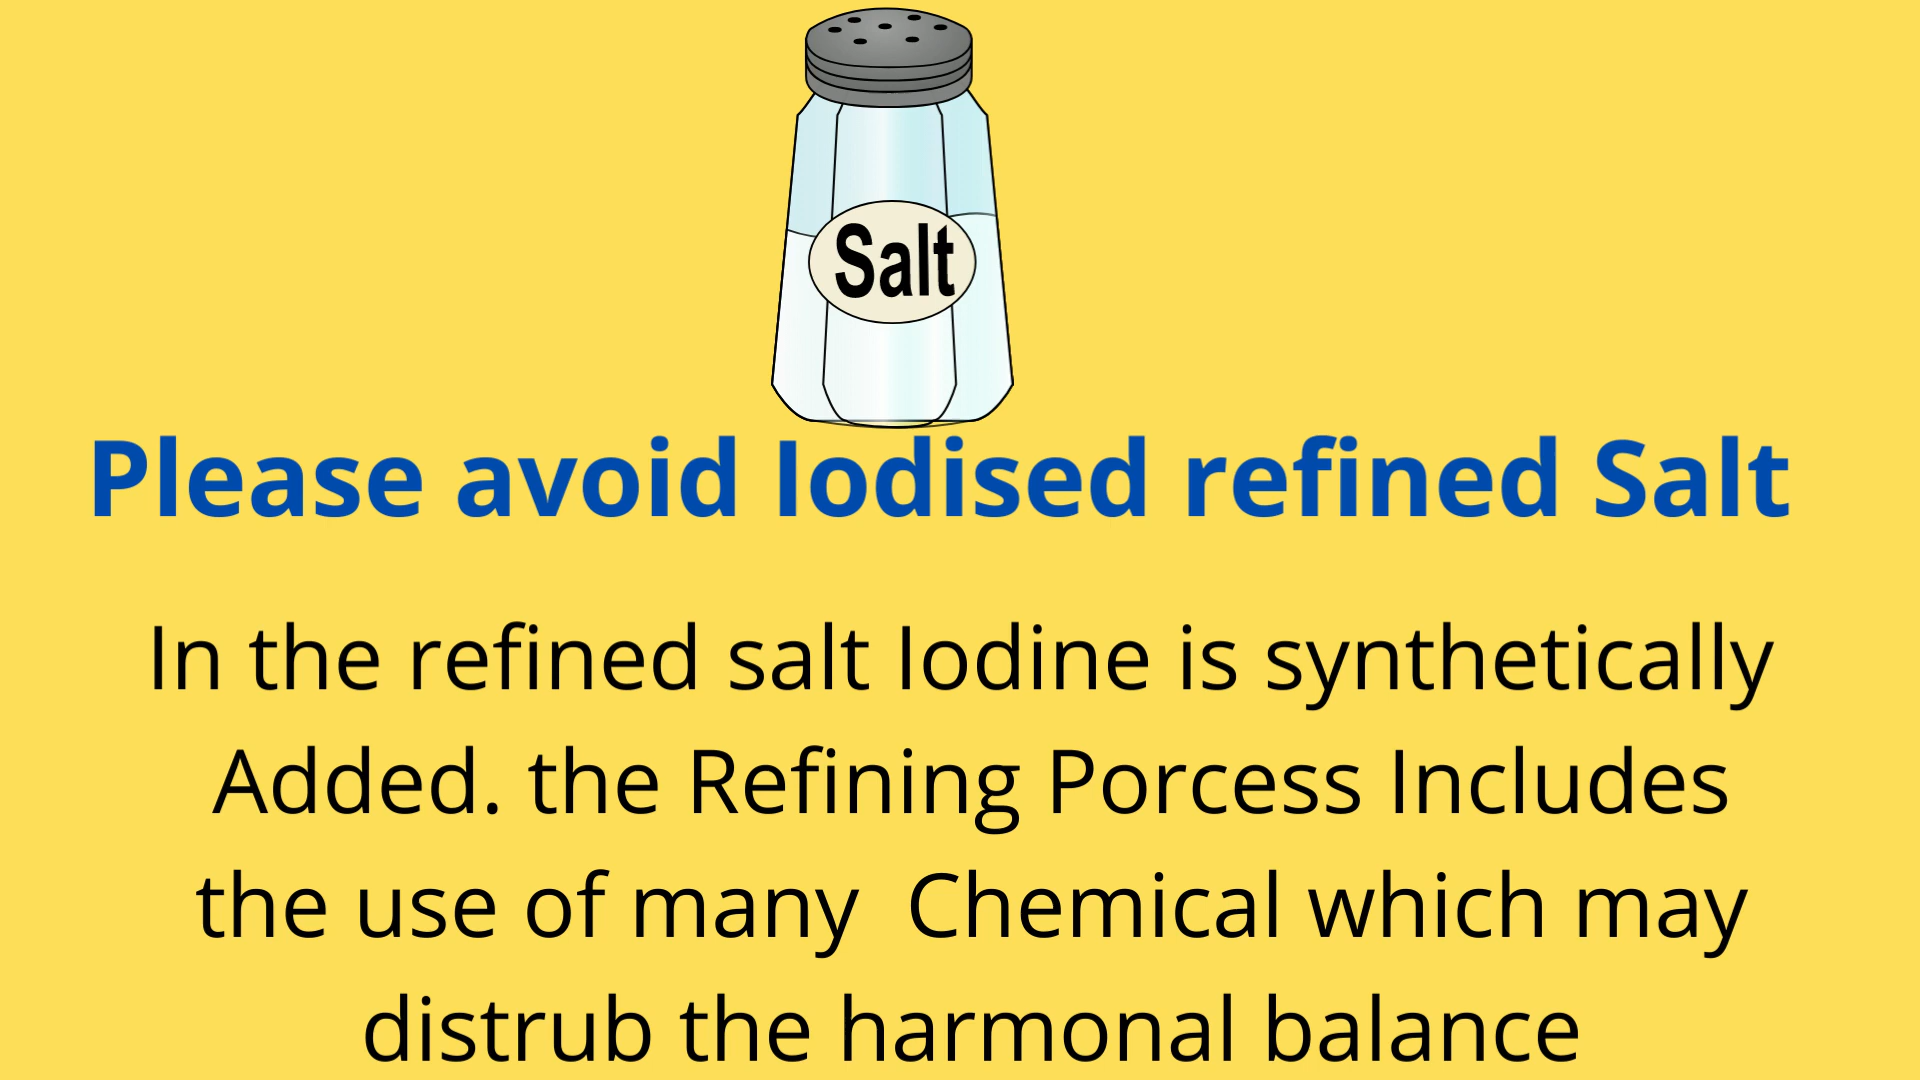 Salt
Please avoid Iodised refined Salt
In the refined salt Iodine is synthetically
Added. the Refining Porcess Includes
the use of many  Chemical which may
distrub the harmonal balance